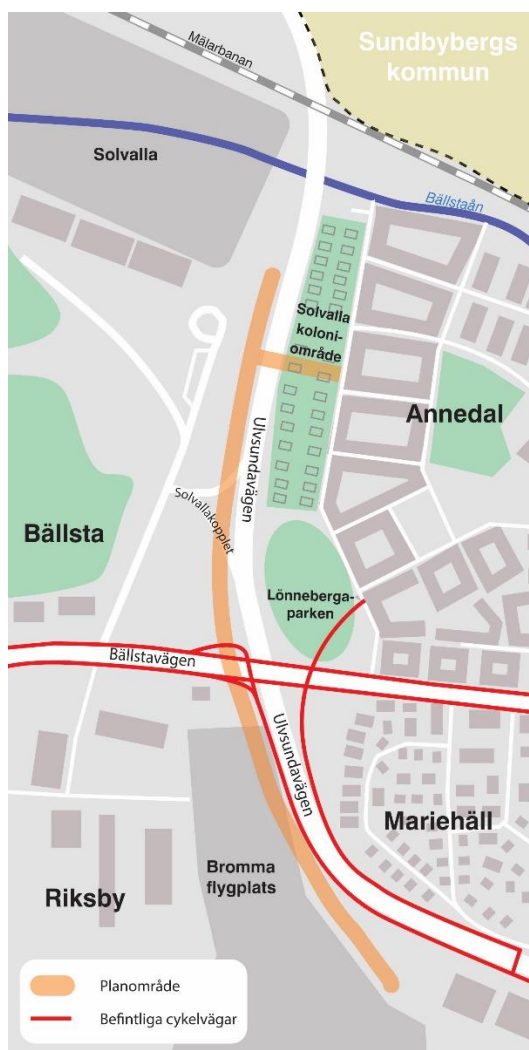 Sundbybergs
kommun
Mälarbanan
Solvalla
Bällstaån
Solvalla
koloni-
område
Annedal
Ulvsundavägen
Solvallakopplet
Bällsta
Lönneberga-
parken
Bällstavägen
Ulvsundavägen
Mariehäll
Bromma
flygplats
Riksby
Planområde
Befintliga cykelvägar